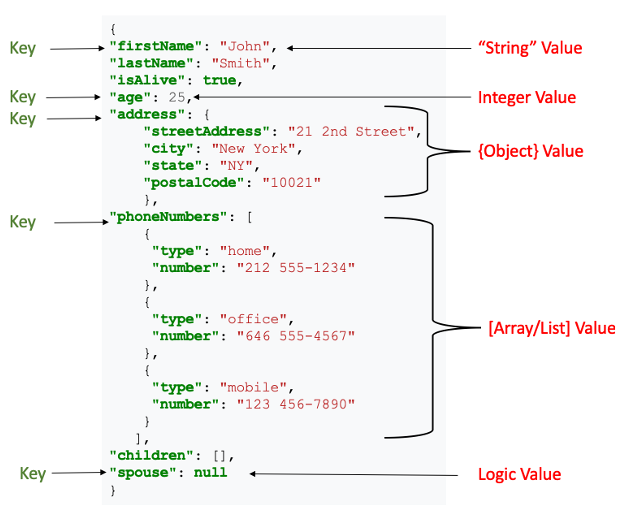 {
Key "firstName": "John", “String” Value
"lastName": "Smith",
"isAlive": true,
Key "age": 25, Integer Value
Key "address": {
"streetAddress": "21 2nd Street",
"city": "New York", {Object} Value
"state": "NY",
"postalCode": "10021"
},
Key "phoneNumbers": [
{
"type": "home",
"number": "212 555-1234"
},
{
"type": "office",
"number": "646 555-4567" [Array/List] Value
},
{
"type": "mobile",
"number": "123 456-7890"
}
],
"children": [],
Key "spouse": null Logic Value
}